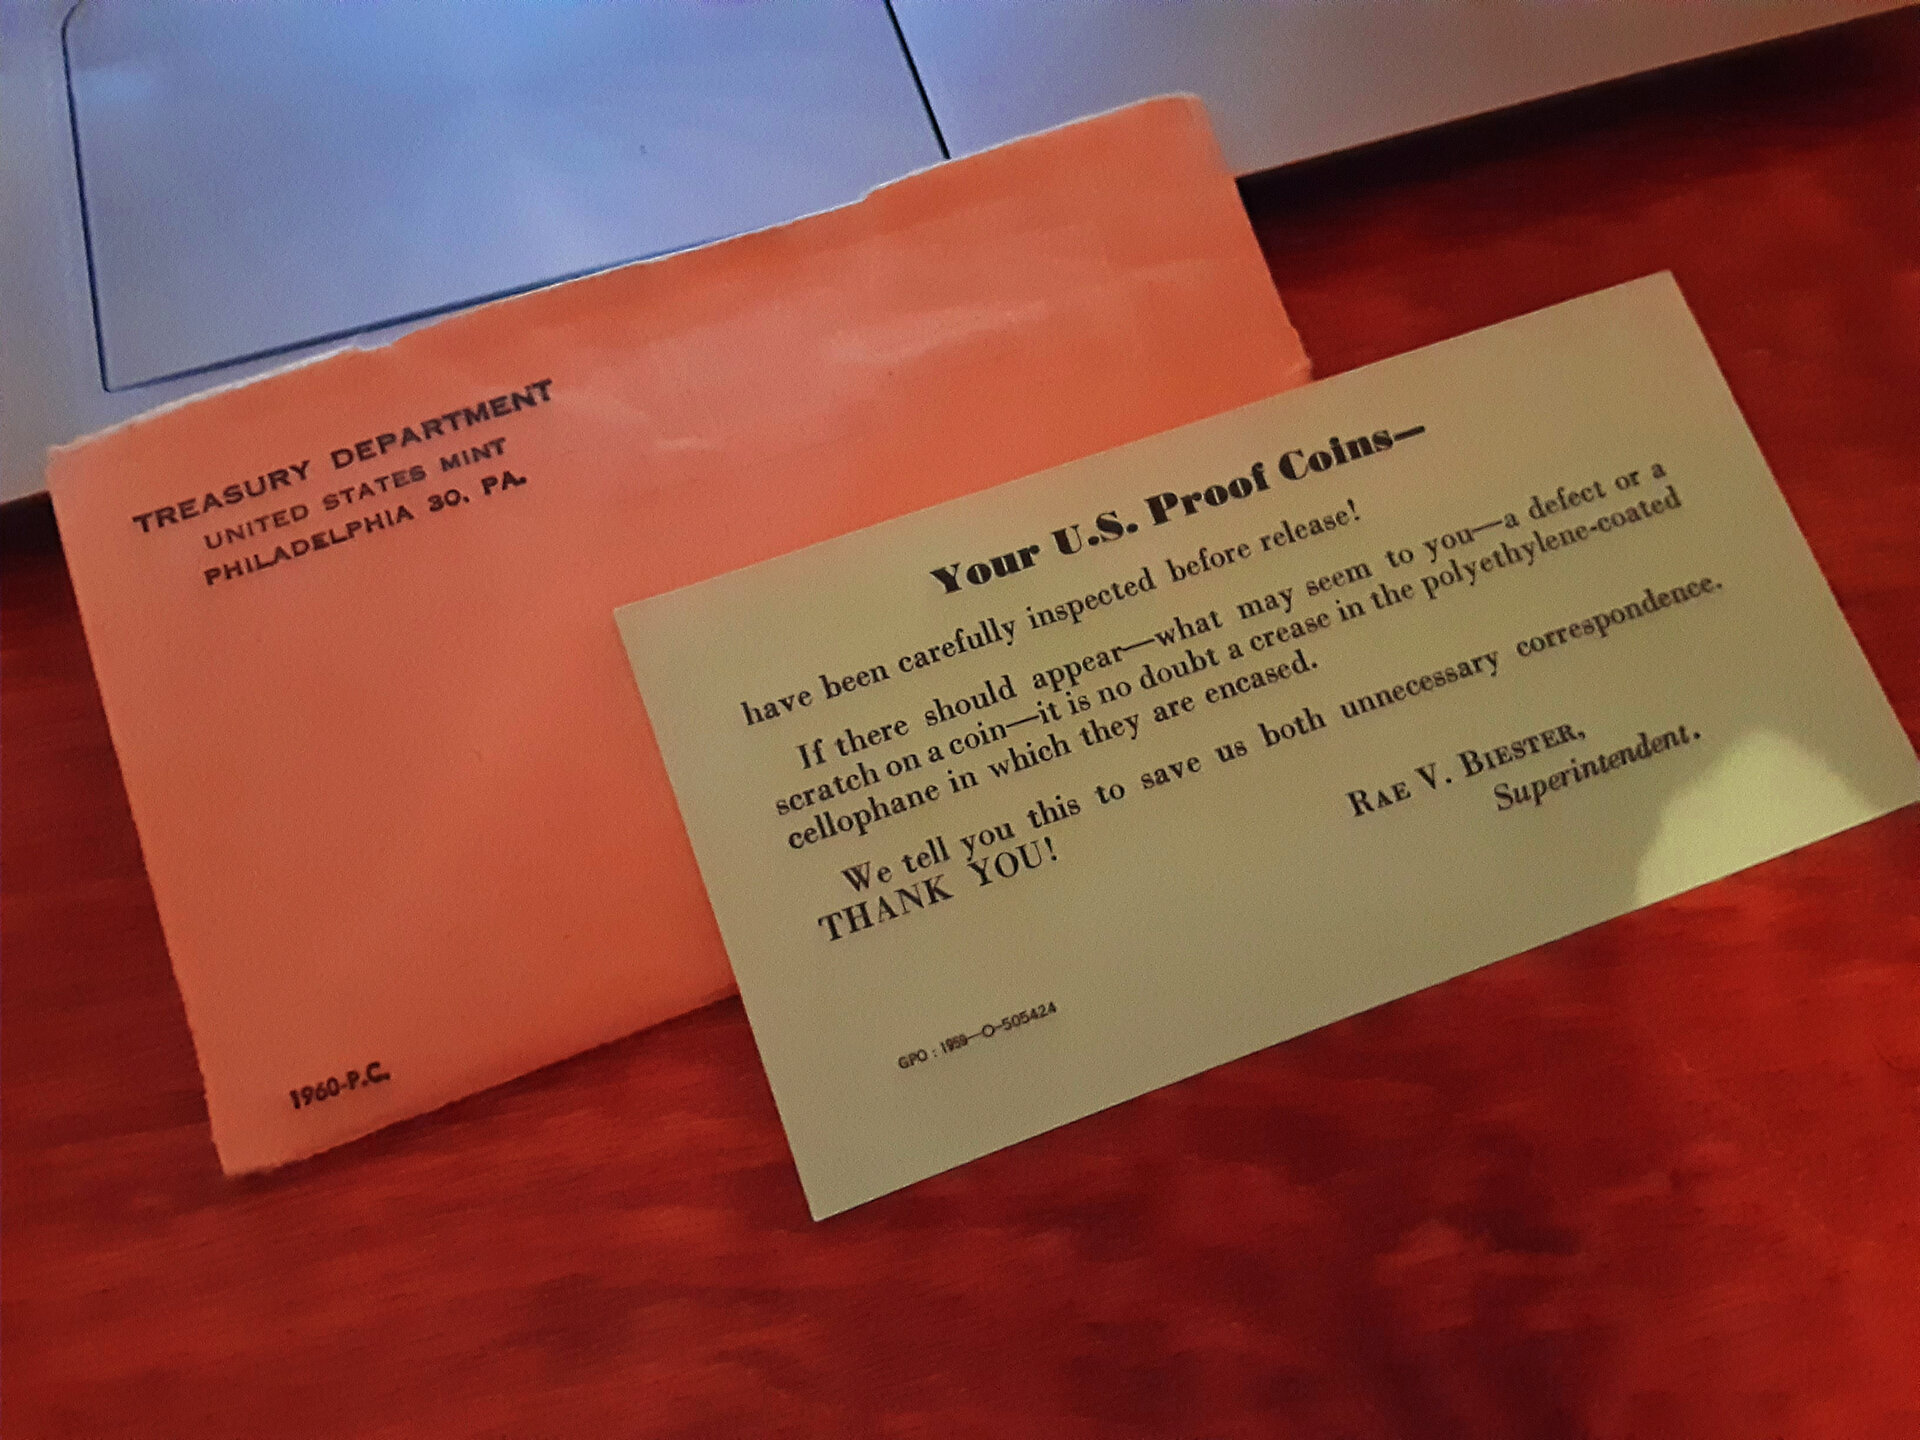 TREASURY DEPARTMENT
UNITED STATES MINT
PHILADELPHIA 30, PA.
1960-P.C.
Your U.S. Proof Coins—
have been carefully inspected before release!
If there should appear—what may seem to you—a defect or a
scratch on a coin—it is no doubt a crease in the polyethylene-coated
cellophane in which they are encased.
We tell you this to save us both unnecessary correspondence.
THANK YOU!
RAE V. BIESTER,
Superintendent.
GPO : 1959—O-505424